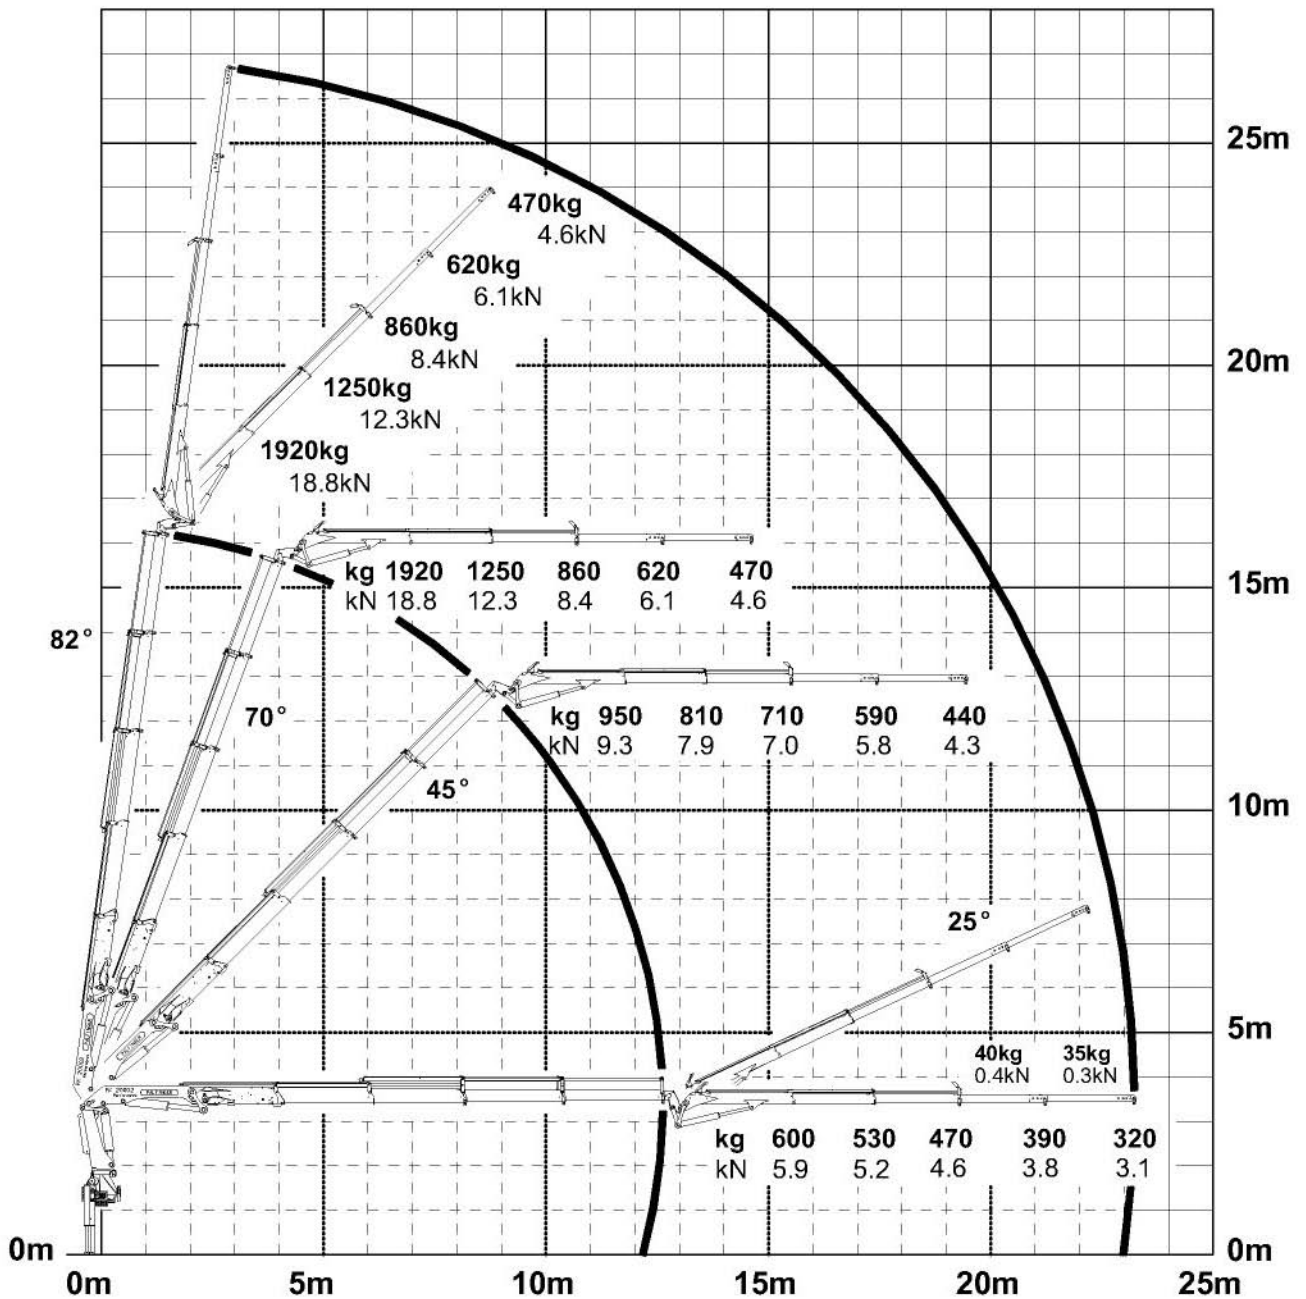 25m
470kg
4.6kN
620kg
6.1kN
860kg
8.4kN
20m
1250kg
12.3kN
1920kg
18.8kN
kg 1920 1250 860 620 470
kN 18.8 12.3 8.4 6.1 4.6
15m
82°
70°
kg 950 810 710 590 440
kN 9.3 7.9 7.0 5.8 4.3
45°
10m
25°
5m
40kg 35kg
0.4kN 0.3kN
kg 600 530 470 390 320
kN 5.9 5.2 4.6 3.8 3.1
0m 0m
0m 5m 10m 15m 20m 25m